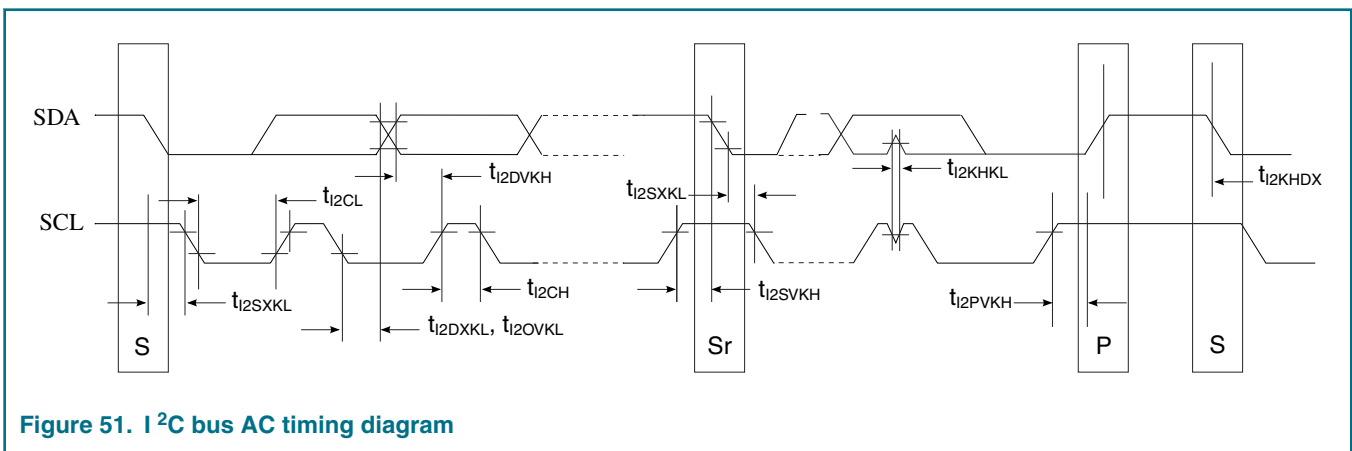 SDA
SCL
tI2DVKH
tI2CL
tI2SXKL
tI2KHKL
tI2KHDX
tI2SXKL
tI2CH
tI2DXKL, tI2OVKL
tI2SVKH
tI2PVKH
S
Sr
P
S
Figure 51. I 2C bus AC timing diagram